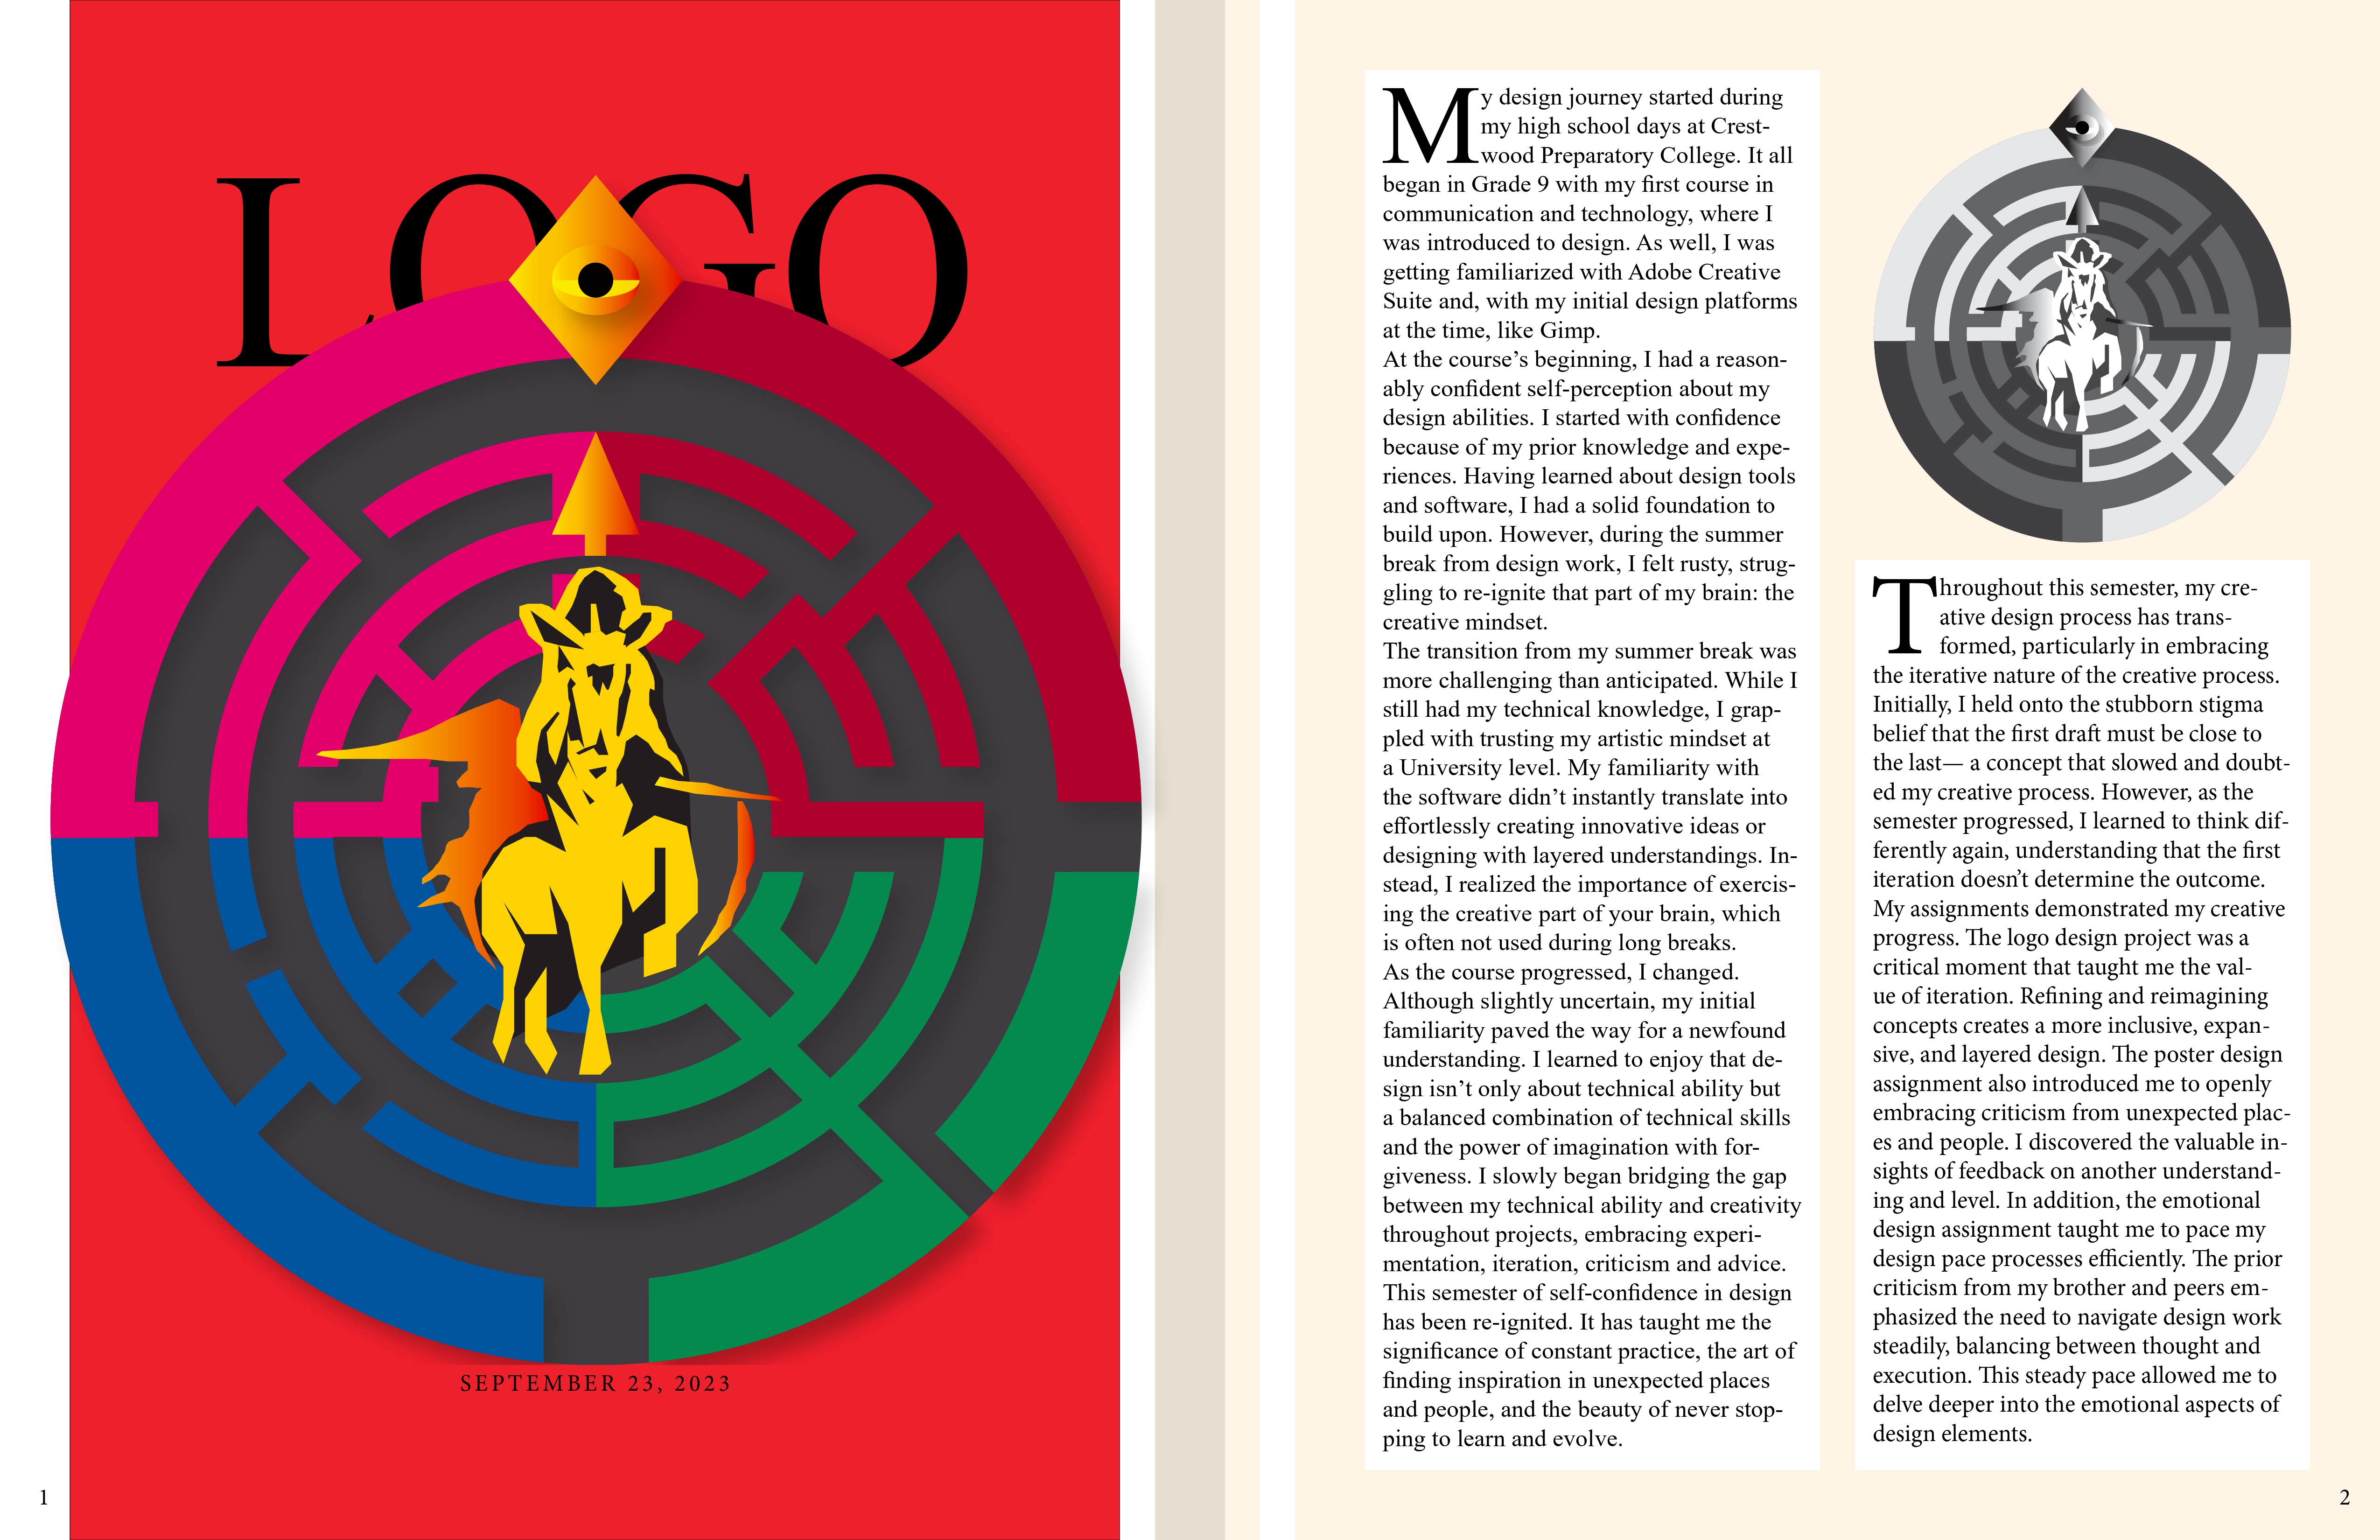 LOGO
SEPTEMBER 23, 2023
1
My design journey started during
my high school days at Crest-
wood Preparatory College. It all
began in Grade 9 with my first course in
communication and technology, where I
was introduced to design. As well, I was
getting familiarized with Adobe Creative
Suite and, with my initial design platforms
at the time, like Gimp.
At the course’s beginning, I had a reason-
ably confident self-perception about my
design abilities. I started with confidence
because of my prior knowledge and expe-
riences. Having learned about design tools
and software, I had a solid foundation to
build upon. However, during the summer
break from design work, I felt rusty, strug-
gling to re-ignite that part of my brain: the
creative mindset.
The transition from my summer break was
more challenging than anticipated. While I
still had my technical knowledge, I grap-
pled with trusting my artistic mindset at
a University level. My familiarity with
the software didn’t instantly translate into
effortlessly creating innovative ideas or
designing with layered understandings. In-
stead, I realized the importance of exercis-
ing the creative part of your brain, which
is often not used during long breaks.
As the course progressed, I changed.
Although slightly uncertain, my initial
familiarity paved the way for a newfound
understanding. I learned to enjoy that de-
sign isn’t only about technical ability but
a balanced combination of technical skills
and the power of imagination with for-
giveness. I slowly began bridging the gap
between my technical ability and creativity
throughout projects, embracing experi-
mentation, iteration, criticism and advice.
This semester of self-confidence in design
has been re-ignited. It has taught me the
significance of constant practice, the art of
finding inspiration in unexpected places
and people, and the beauty of never stop-
ping to learn and evolve.
Throughout this semester, my cre-
ative design process has trans-
formed, particularly in embracing
the iterative nature of the creative process.
Initially, I held onto the stubborn stigma
belief that the first draft must be close to
the last— a concept that slowed and doubt-
ed my creative process. However, as the
semester progressed, I learned to think dif-
ferently again, understanding that the first
iteration doesn’t determine the outcome.
My assignments demonstrated my creative
progress. The logo design project was a
critical moment that taught me the val-
ue of iteration. Refining and reimagining
concepts creates a more inclusive, expan-
sive, and layered design. The poster design
assignment also introduced me to openly
embracing criticism from unexpected plac-
es and people. I discovered the valuable in-
sights of feedback on another understand-
ing and level. In addition, the emotional
design assignment taught me to pace my
design pace processes efficiently. The prior
criticism from my brother and peers em-
phasized the need to navigate design work
steadily, balancing between thought and
execution. This steady pace allowed me to
delve deeper into the emotional aspects of
design elements.
2